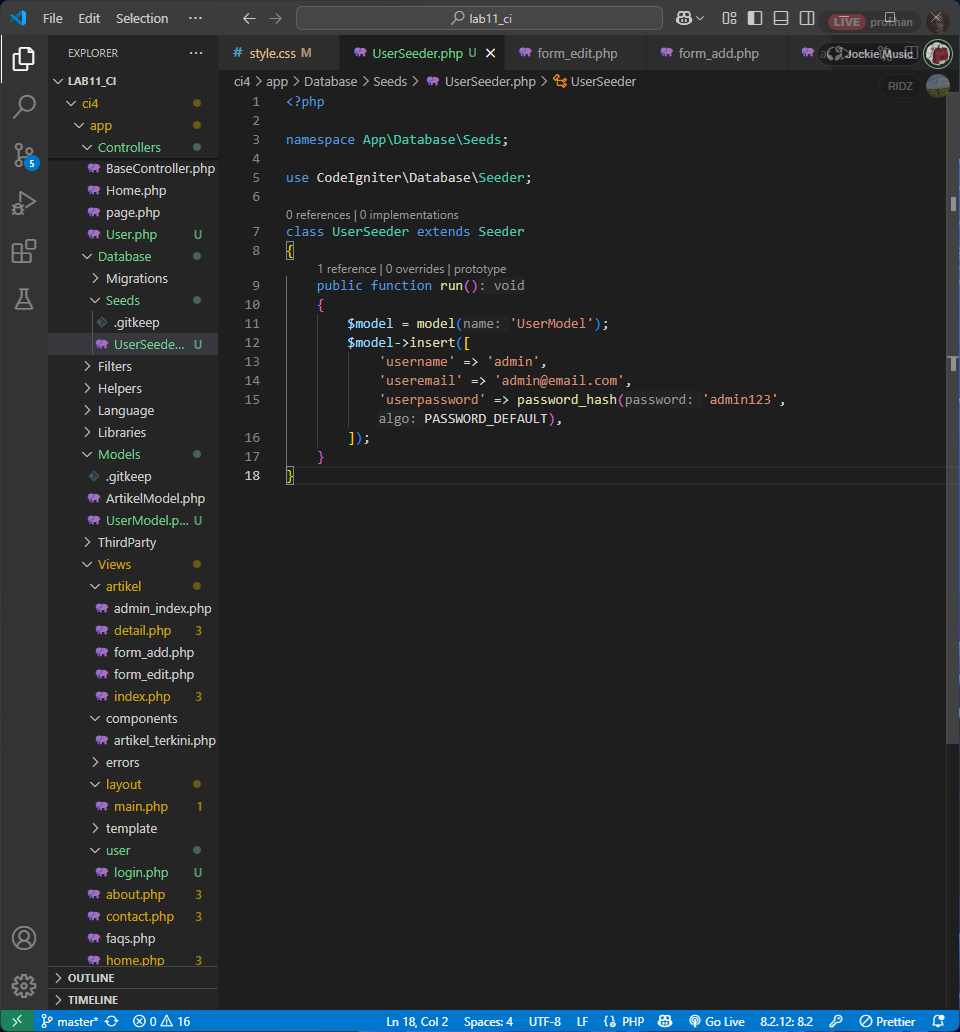 File Edit Selection ··· lab11_ci LIVE prof.han
EXPLORER ···
# style.css M UserSeeder.php U × form_edit.php form_add.php Jockie Music
ci4 > app > Database > Seeds > UserSeeder.php > UserSeeder RIDZ
LAB11_CI
ci4
app
Controllers
BaseController.php
Home.php
page.php
User.php U
Database
Migrations
Seeds
.gitkeep
UserSeede... U
Filters
Helpers
Language
Libraries
Models
.gitkeep
ArtikelModel.php
UserModel.p... U
ThirdParty
Views
artikel
admin_index.php
detail.php 3
form_add.php
form_edit.php
index.php 3
components
artikel_terkini.php
errors
layout
main.php 1
template
user
login.php U
about.php 3
contact.php 3
faqs.php
home.php 3
OUTLINE
TIMELINE
5
1 <?php
2
3 namespace App\Database\Seeds;
4
5 use CodeIgniter\Database\Seeder;
6
0 references | 0 implementations
7 class UserSeeder extends Seeder
8 {
1 reference | 0 overrides | prototype
9 public function run(): void
10 {
11 $model = model(name: 'UserModel');
12 $model->insert([
13 'username' => 'admin',
14 'useremail' => 'admin@email.com',
15 'userpassword' => password_hash(password: 'admin123',
algo: PASSWORD_DEFAULT),
16 ]);
17 }
18 }
master* 0 16 Ln 18, Col 2 Spaces: 4 UTF-8 LF {} PHP Go Live 8.2.12: 8.2 Prettier